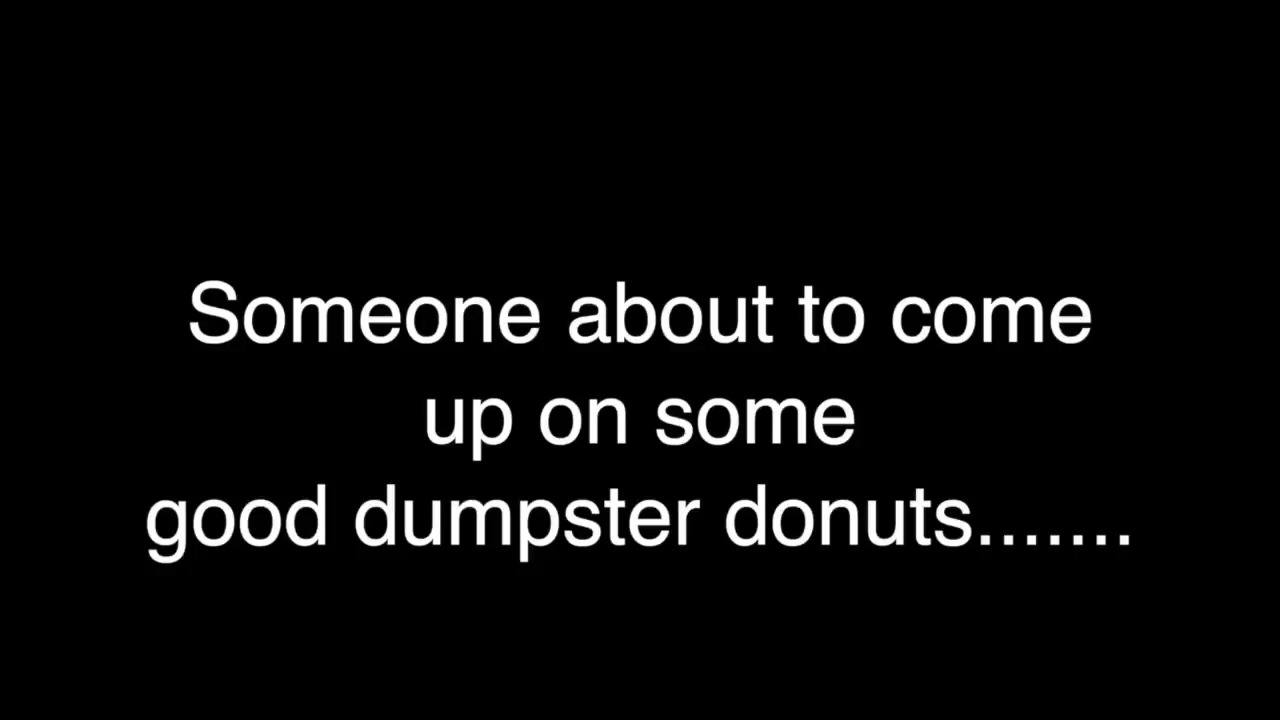 Someone about to come
up on some
good dumpster donuts.......